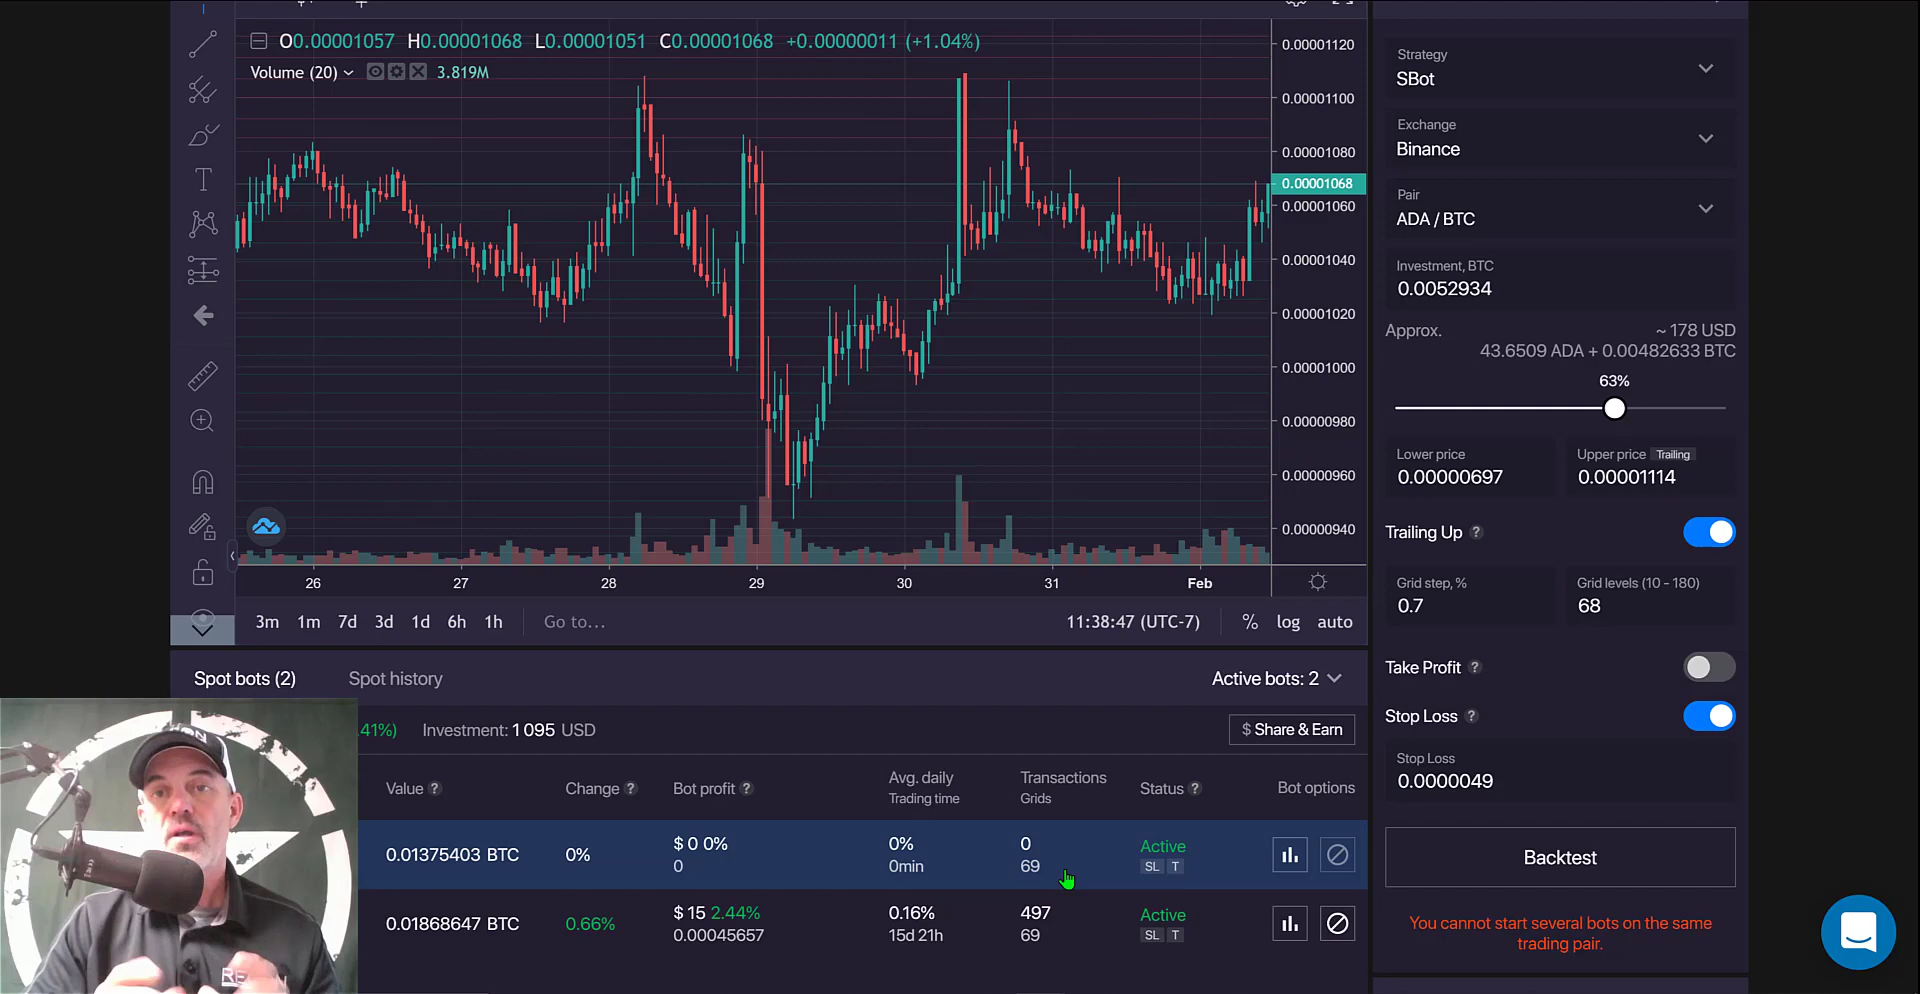 O0.00001057 H0.00001068 L0.00001051 C0.00001068 +0.00000011 (+1.04%)
Volume (20) 3.819M
0.00001120
0.00001100
0.00001080
0.00001068
0.00001060
0.00001040
0.00001020
0.00001000
0.00000980
0.00000960
0.00000940
26 27 28 29 30 31 Feb
3m 1m 7d 3d 1d 6h 1h Go to... 11:38:47 (UTC-7) % log auto
Strategy
SBot
Exchange
Binance
Pair
ADA / BTC
Investment, BTC
0.0052934
Approx. ~ 178 USD
43.6509 ADA + 0.00482633 BTC
63%
Lower price Upper price Trailing
0.00000697 0.00001114
Trailing Up ?
Grid step, % Grid levels (10 - 180)
0.7 68
Take Profit ?
Stop Loss ?
Stop Loss
0.0000049
Backtest
You cannot start several bots on the same
trading pair.
Spot bots (2) Spot history Active bots: 2
41%) Investment: 1 095 USD $ Share & Earn
Value ? Change ? Bot profit ? Avg. daily Transactions Status ? Bot options
Trading time Grids
0.01375403 BTC 0% $ 0 0% 0% 0 Active
0 0min 69 SL T
0.01868647 BTC 0.66% $ 15 2.44% 0.16% 497 Active
0.00045657 15d 21h 69 SL T